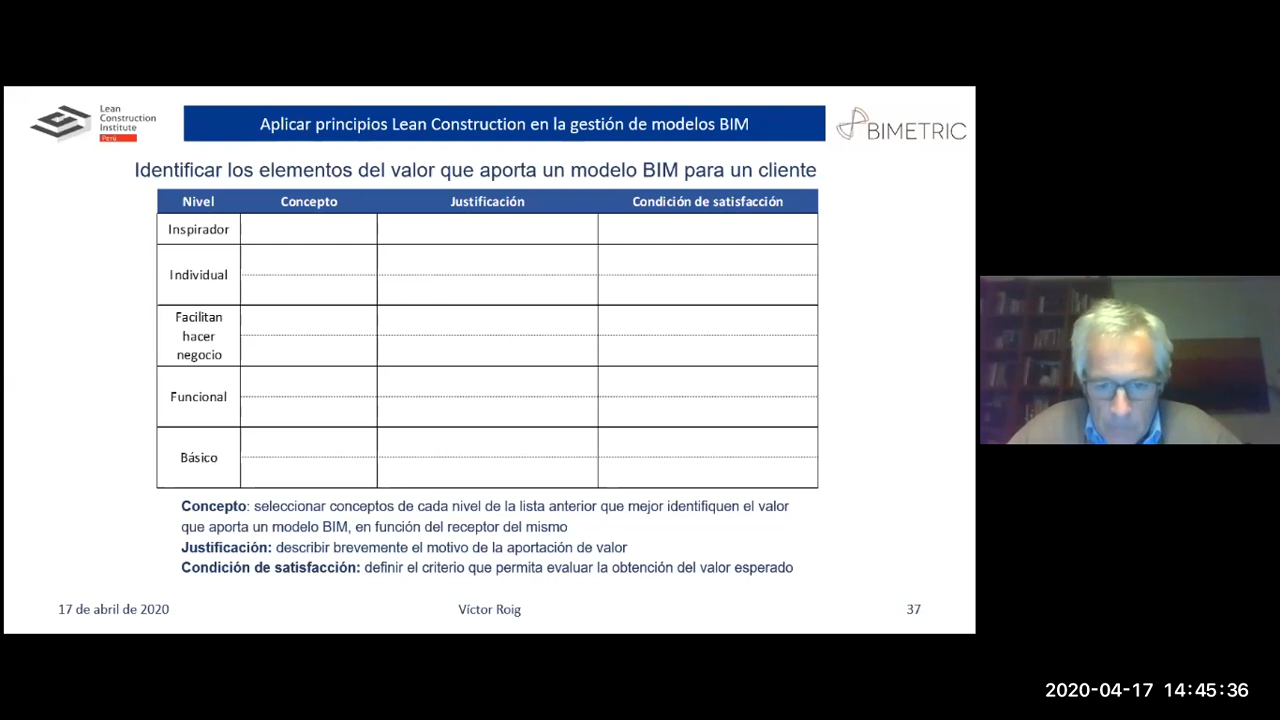 Lean
Construction
Institute
Perú
Aplicar principios Lean Construction en la gestión de modelos BIM
BIMETRIC
Identificar los elementos del valor que aporta un modelo BIM para un cliente
Nivel Concepto Justificación Condición de satisfacción
Inspirador
Individual
Facilitan
hacer
negocio
Funcional
Básico
Concepto: seleccionar conceptos de cada nivel de la lista anterior que mejor identifiquen el valor
que aporta un modelo BIM, en función del receptor del mismo
Justificación: describir brevemente el motivo de la aportación de valor
Condición de satisfacción: definir el criterio que permita evaluar la obtención del valor esperado
17 de abril de 2020 Víctor Roig 37
2020-04-17 14:45:36